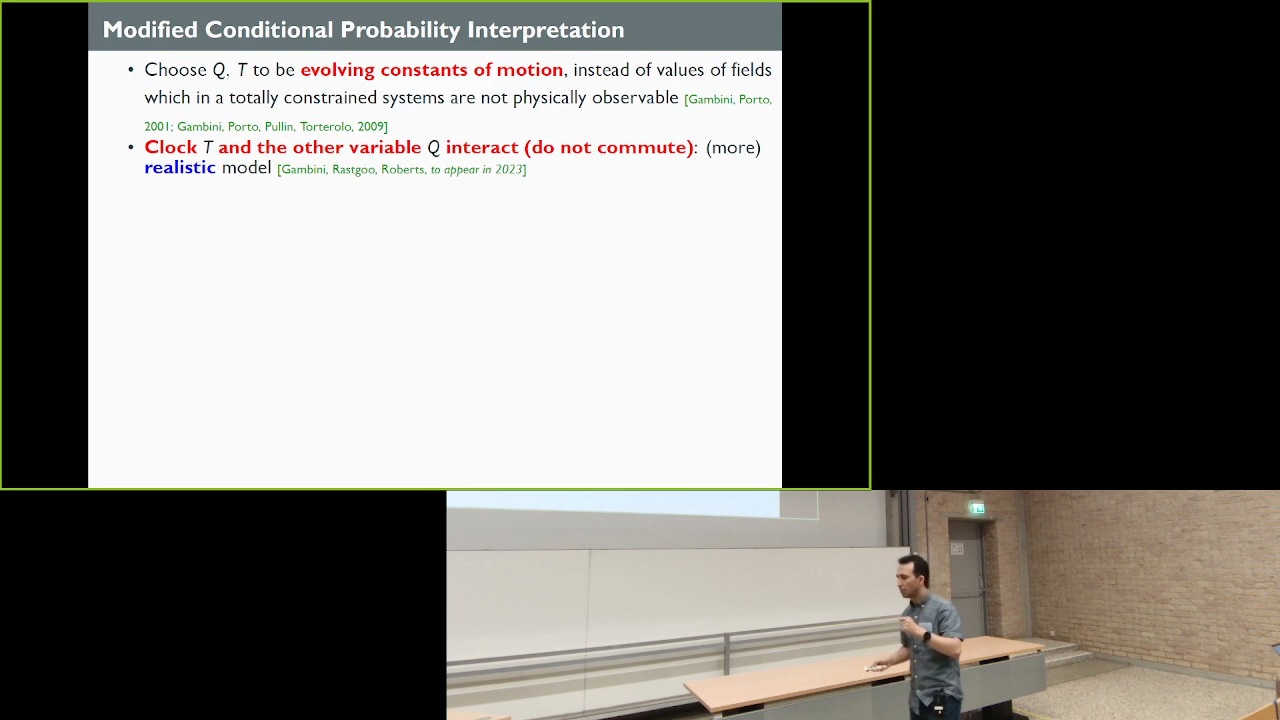 Modified Conditional Probability Interpretation
• Choose Q, T to be evolving constants of motion, instead of values of fields
which in a totally constrained systems are not physically observable [Gambini, Porto,
2001; Gambini, Porto, Pullin, Torterolo, 2009]
• Clock T and the other variable Q interact (do not commute): (more)
realistic model [Gambini, Rastgoo, Roberts, to appear in 2023]